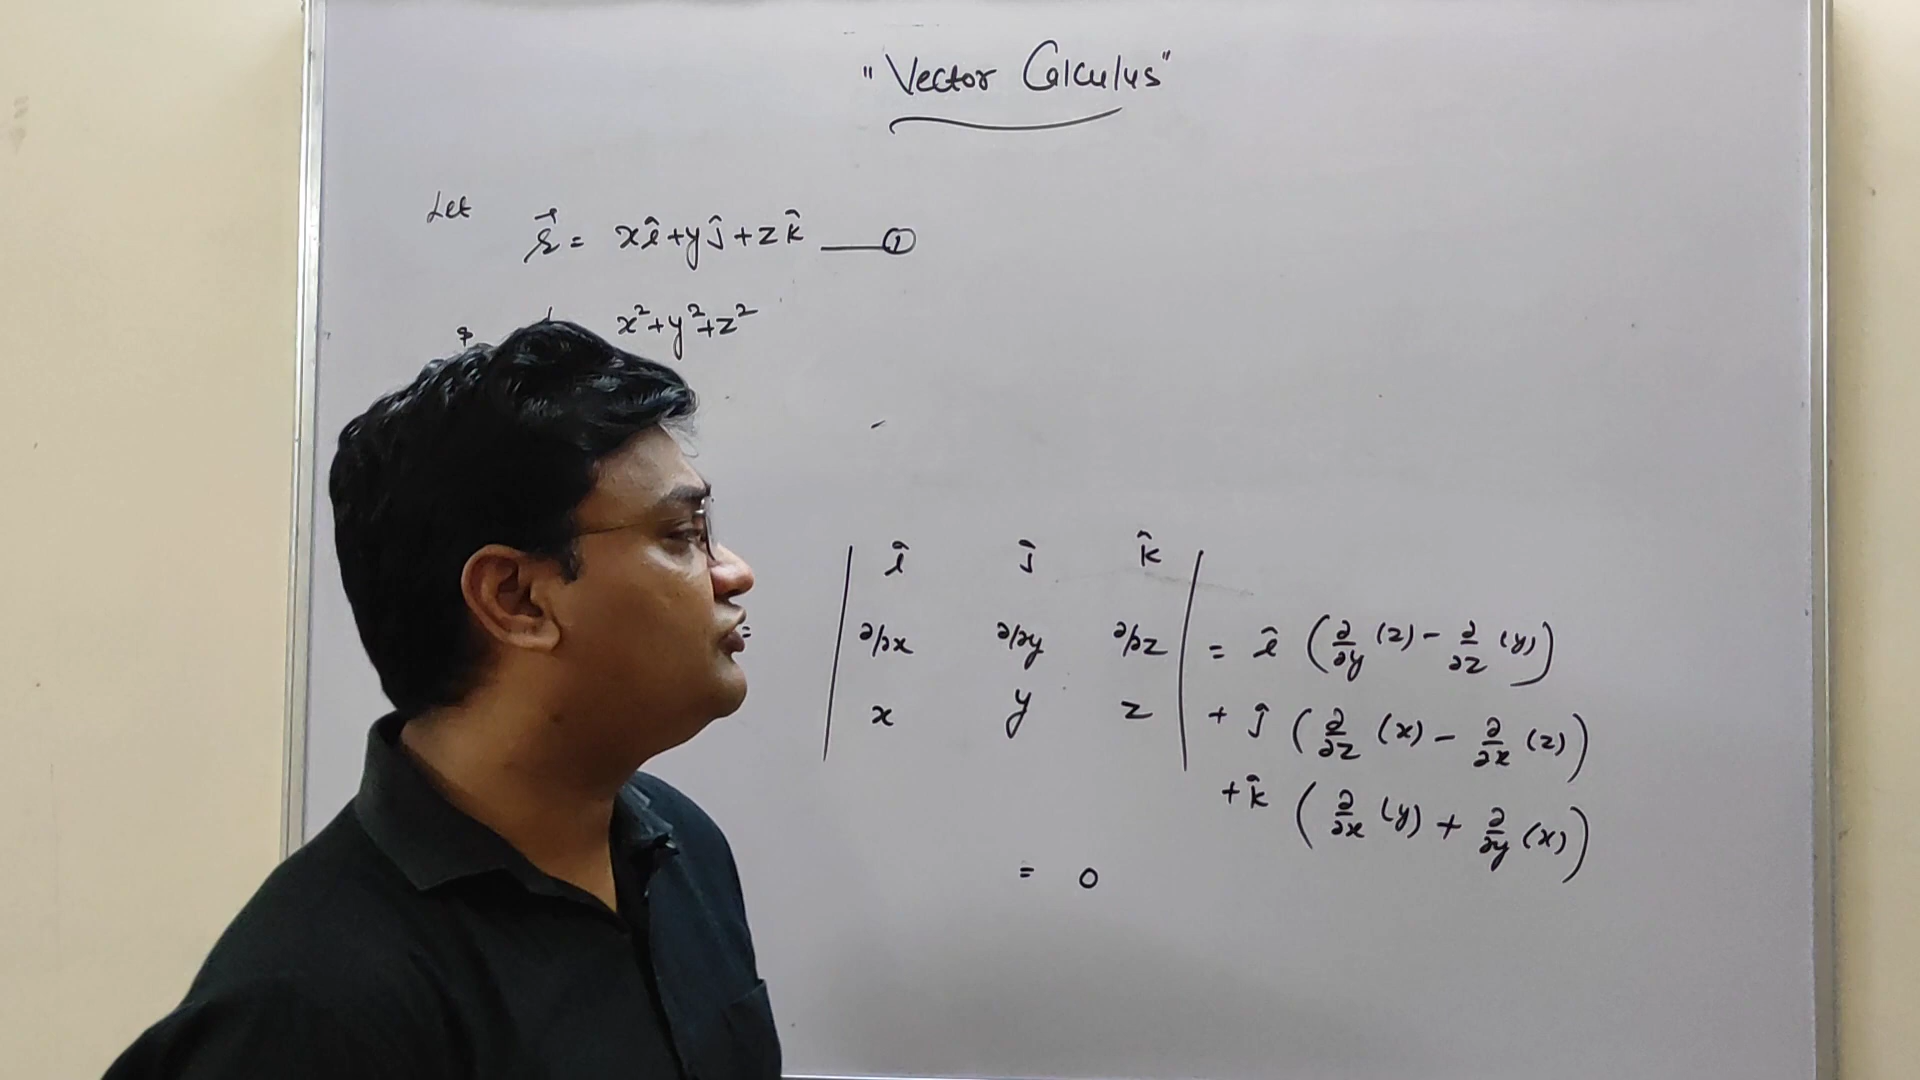 "Vector Calculus"
Let
r⃗ = xî+yĵ+zk̂ ——①
x²+y²+z²
= | î ĵ k̂ |
| ∂/∂x ∂/∂y ∂/∂z | = î (∂/∂y (z) - ∂/∂z (y))
| x y z | + ĵ (∂/∂z (x) - ∂/∂x (z))
+k̂ (∂/∂x (y) + ∂/∂y (x))
= 0